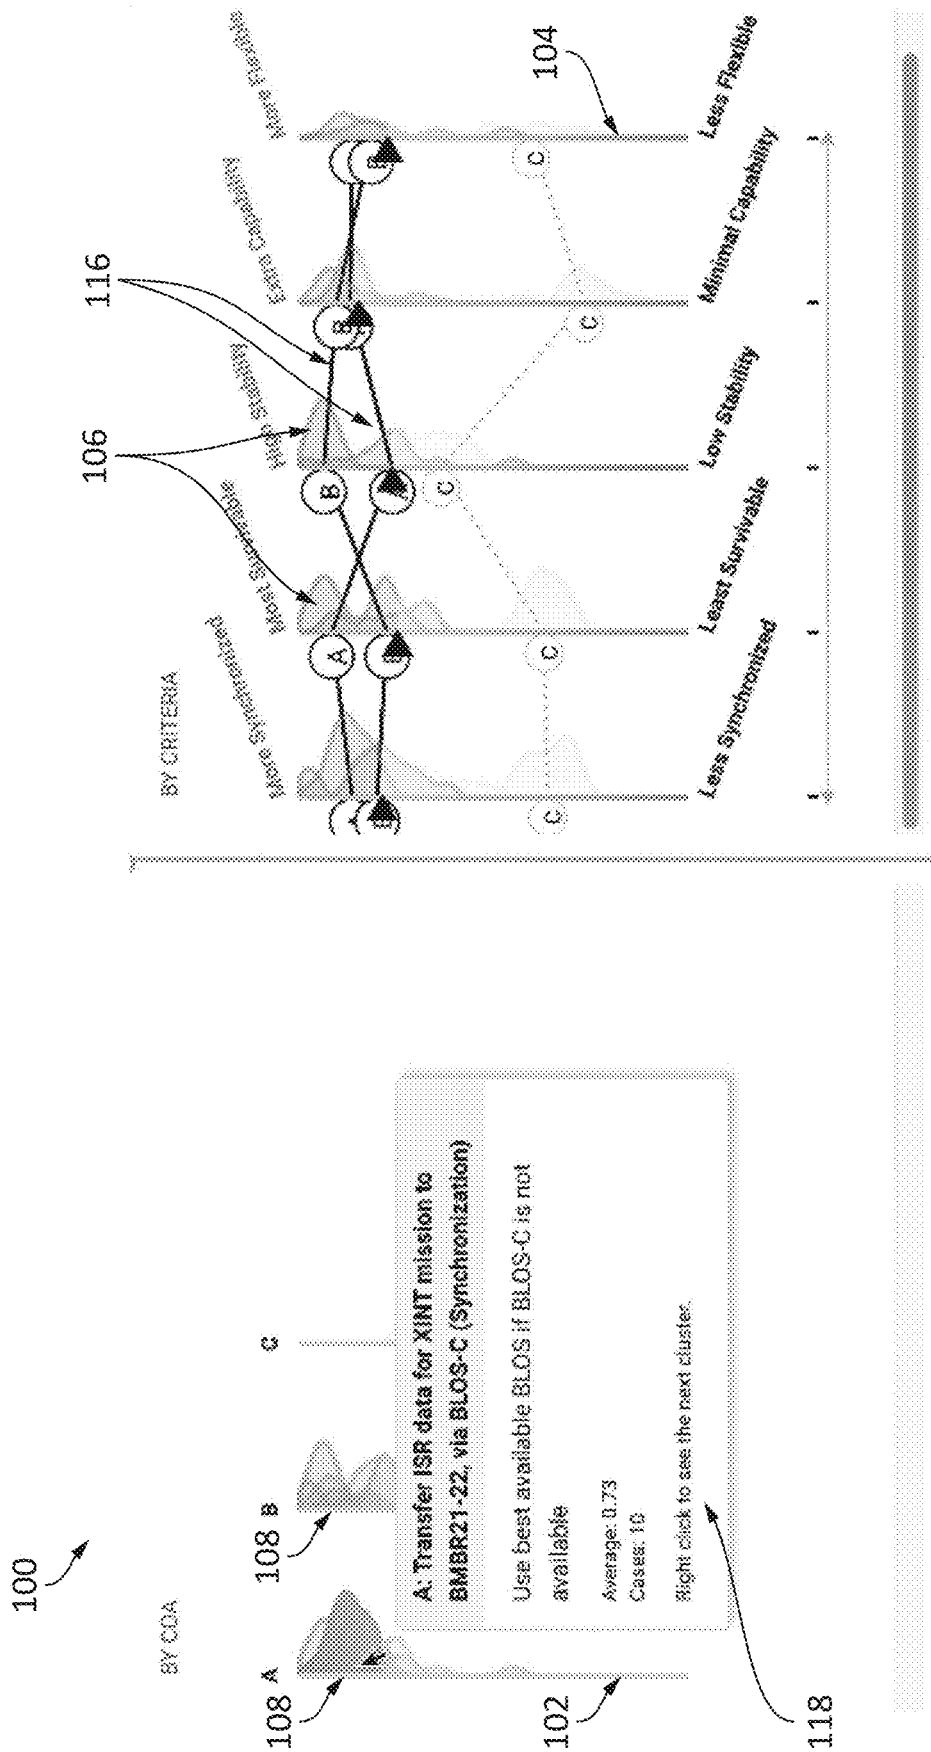 100
BY COA
A
B
C
108
108
102
A: Transfer ISR data for XINT mission to
BMBR21-22, via BLOS-C (Synchronization)
Use best available BLOS if BLOS-C is not
available
Average: 0.73
Cases: 10
Right click to see the next cluster.
118
BY CRITERIA
106
116
104
More Synchronized
Most Survivable
High Stability
Extra Capability
More Flexible
A
B
B
B
C
C
C
C
C
Less Synchronized
Least Survivable
Low Stability
Minimal Capability
Less Flexible